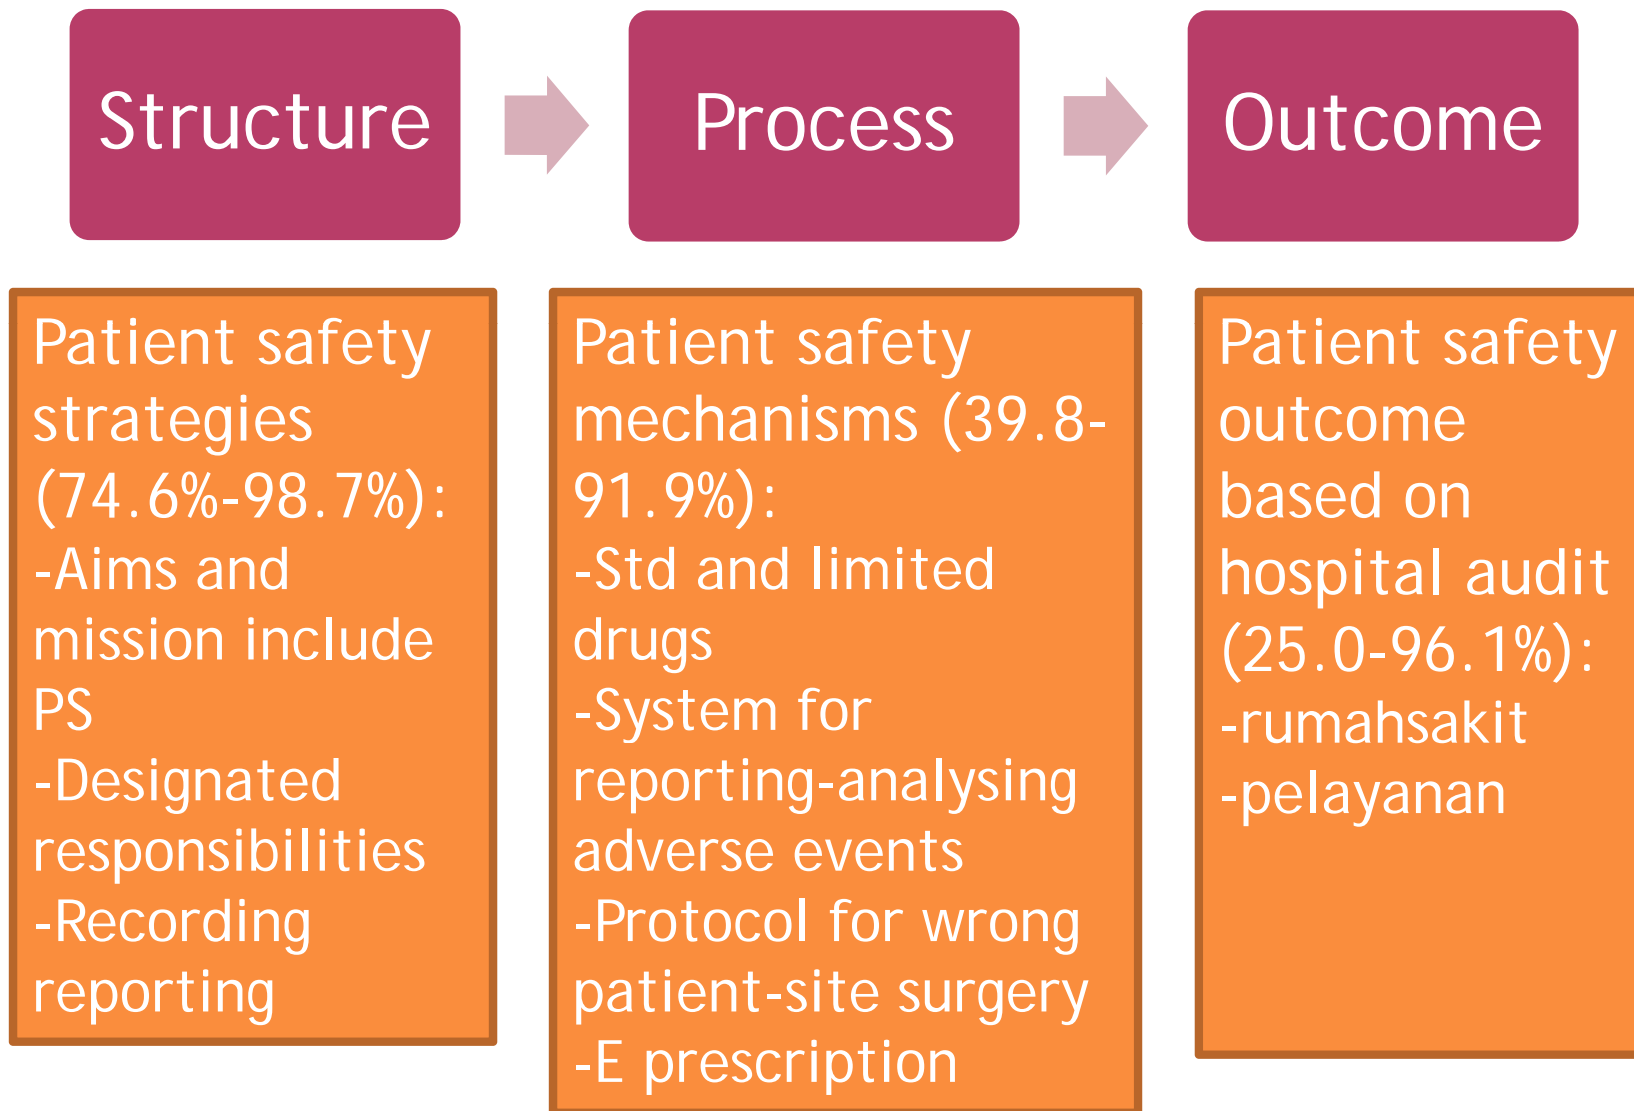 Structure
Process
Outcome
Patient safety
strategies
(74.6%-98.7%):
-Aims and
mission include
PS
-Designated
responsibilities
-Recording
reporting
Patient safety
mechanisms (39.8-
91.9%):
-Std and limited
drugs
-System for
reporting-analysing
adverse events
-Protocol for wrong
patient-site surgery
-E prescription
Patient safety
outcome
based on
hospital audit
(25.0-96.1%):
-rumahsakit
-pelayanan